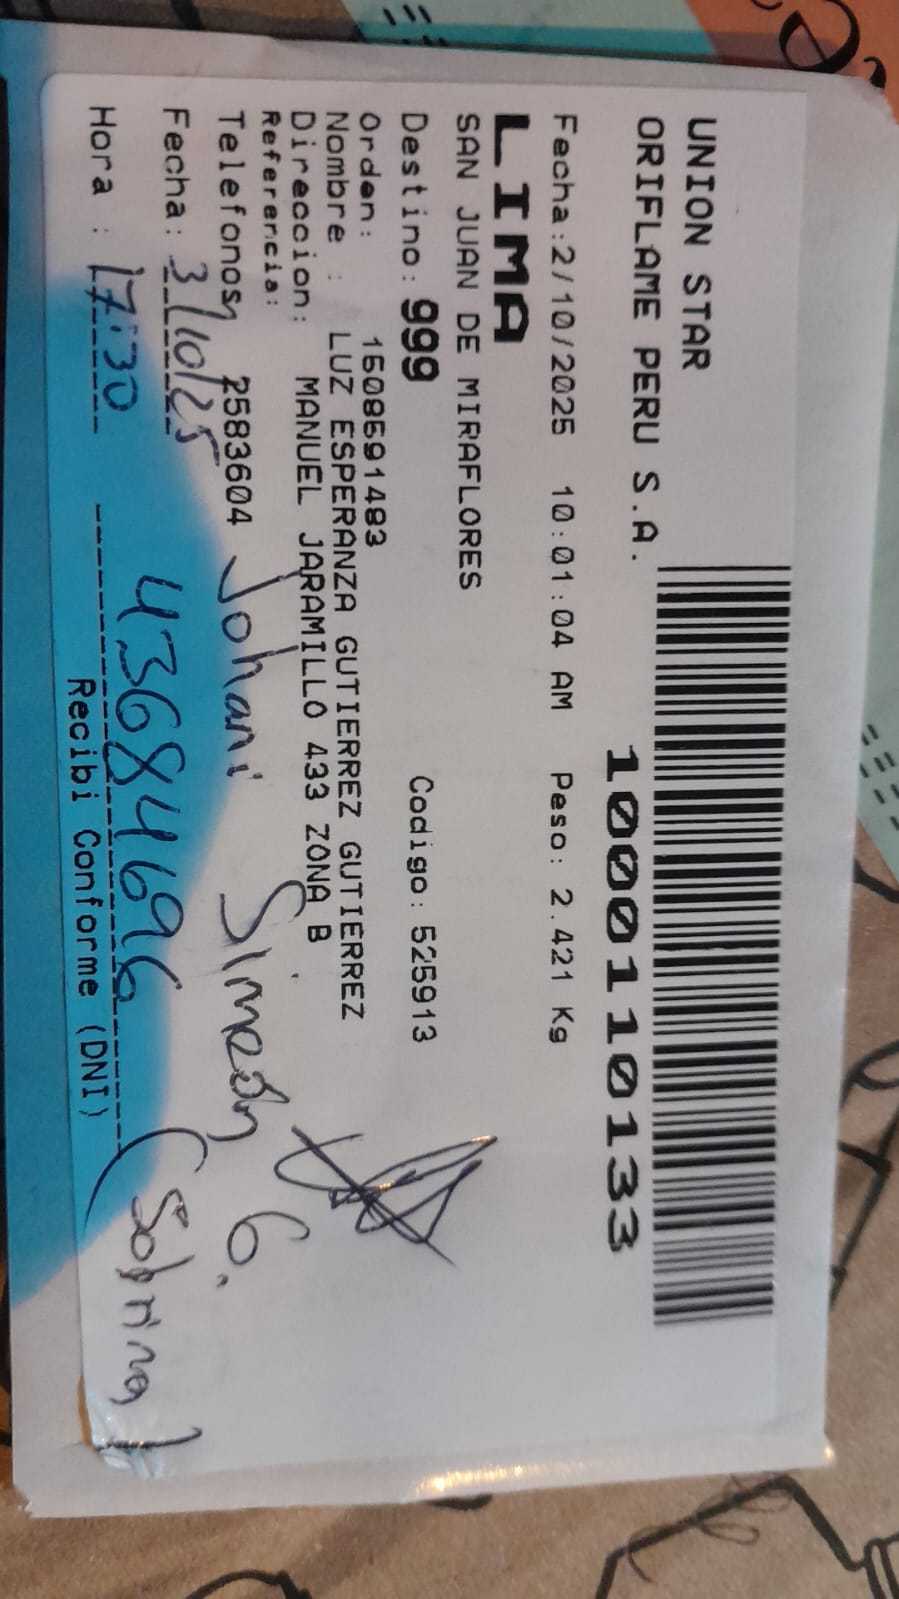 UNION STAR
ORIFLAME PERU S.A.
1000110133
Fecha:2/10/2025 10:01:04 AM Peso: 2.421 Kg
LIMA
SAN JUAN DE MIRAFLORES
Destino: 999 Codigo: 525913
Orden: 1508591483
Nombre : LUZ ESPERANZA GUTIERREZ GUTIERREZ
Direccion: MANUEL JARAMILLO 433 ZONA B
Referencia:
Telefonos 2583604
Johani Simeón G.
Fecha: 3/10/25
43684696 (Sobrina)
Hora : 17:30
Recibi Conforme (DNI)